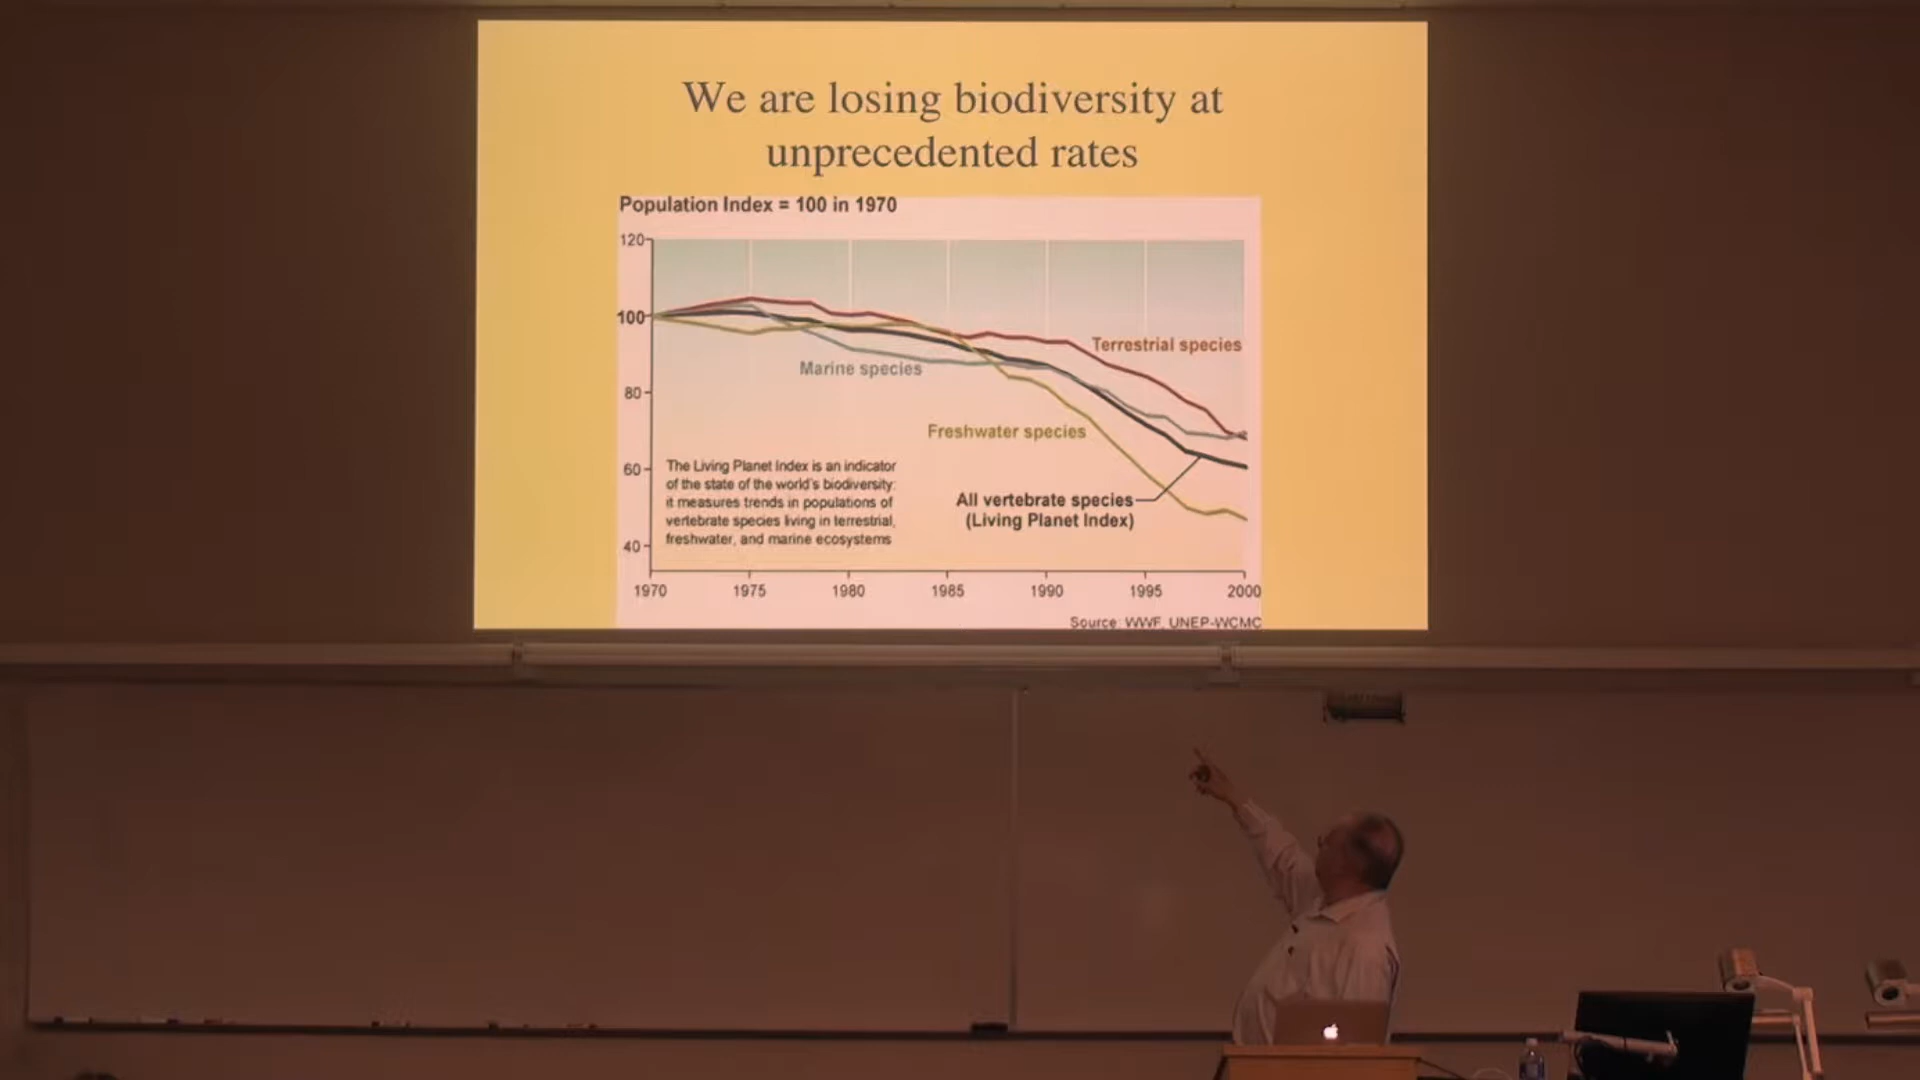 We are losing biodiversity at
unprecedented rates
Population Index = 100 in 1970
120
100
80
60
40
Terrestrial species
Marine species
Freshwater species
The Living Planet Index is an indicator
of the state of the world's biodiversity:
it measures trends in populations of
vertebrate species living in terrestrial,
freshwater, and marine ecosystems
All vertebrate species
(Living Planet Index)
1970 1975 1980 1985 1990 1995 2000
Source: WWF, UNEP-WCMC